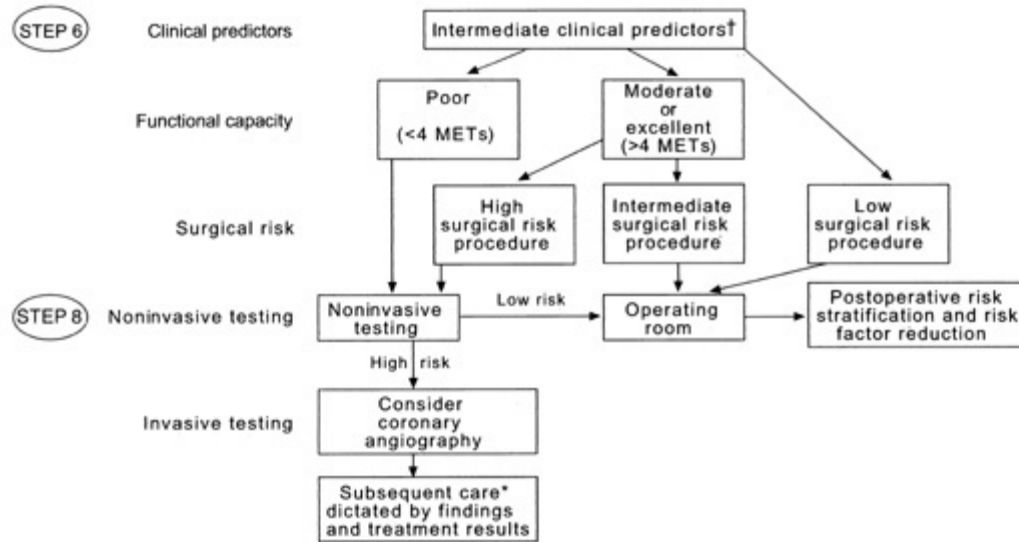 STEP 6
Clinical predictors
Intermediate clinical predictors†
Functional capacity
Poor
(<4 METs)
Moderate
or
excellent
(>4 METs)
Surgical risk
High
surgical risk
procedure
Intermediate
surgical risk
procedure
Low
surgical risk
procedure
STEP 8
Noninvasive testing
Noninvasive
testing
Low risk
Operating
room
Postoperative risk
stratification and risk
factor reduction
High risk
Invasive testing
Consider
coronary
angiography
Subsequent care*
dictated by findings
and treatment results